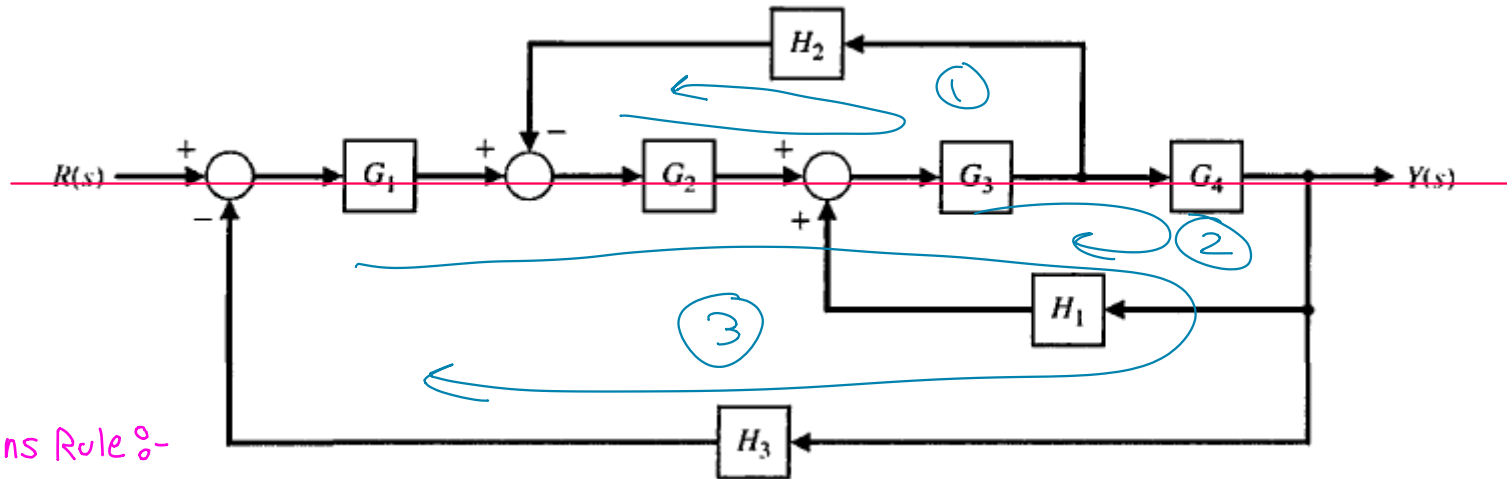 H₂
①
+
−
+
+
R(s)
G₁
G₂
G₃
G₄
Y(s)
−
+
②
H₁
③
H₃
ns Rule :-